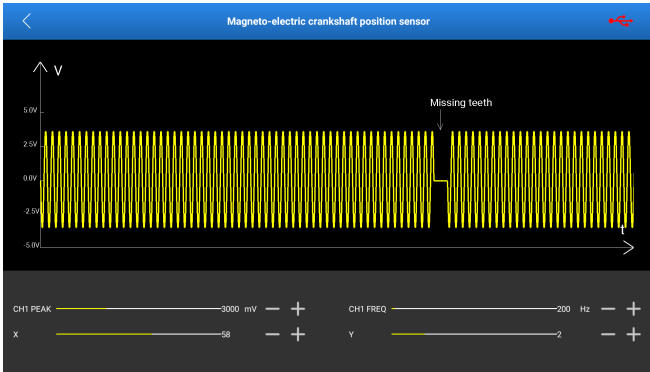 Magneto-electric crankshaft position sensor
V
Missing teeth
5.0V
2.5V
0.0V
-2.5V
-5.0V
t
CH1 PEAK 3000 mV CH1 FREQ 200 Hz
X 58 Y 2